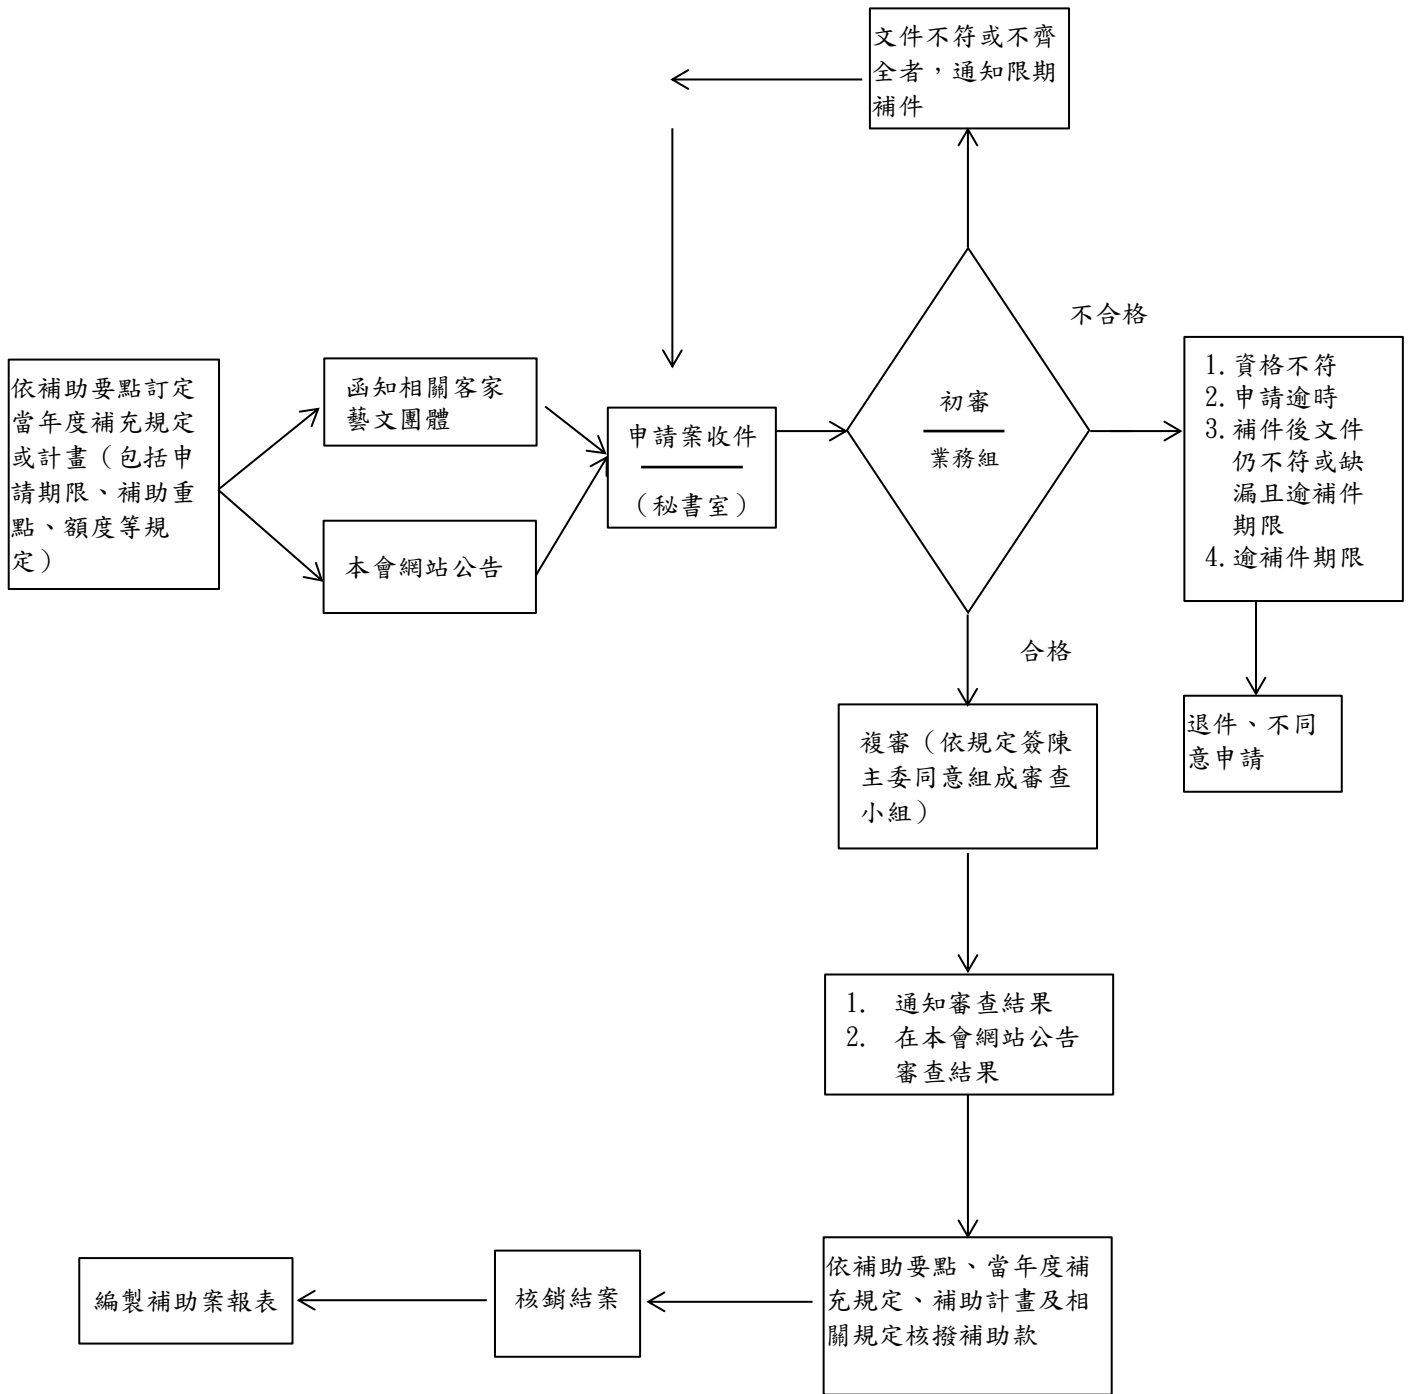 文件不符或不齊
全者，通知限期
補件
不合格
依補助要點訂定
當年度補充規定
或計畫（包括申
請期限、補助重
點、額度等規
定）
函知相關客家
藝文團體
本會網站公告
申請案收件
（秘書室）
初審
業務組
1. 資格不符
2. 申請逾時
3. 補件後文件
仍不符或缺
漏且逾補件
期限
4. 逾補件期限
合格
退件、不同
意申請
複審（依規定簽陳
主委同意組成審查
小組）
1. 通知審查結果
2. 在本會網站公告
審查結果
依補助要點、當年度補
充規定、補助計畫及相
關規定核撥補助款
核銷結案
編製補助案報表